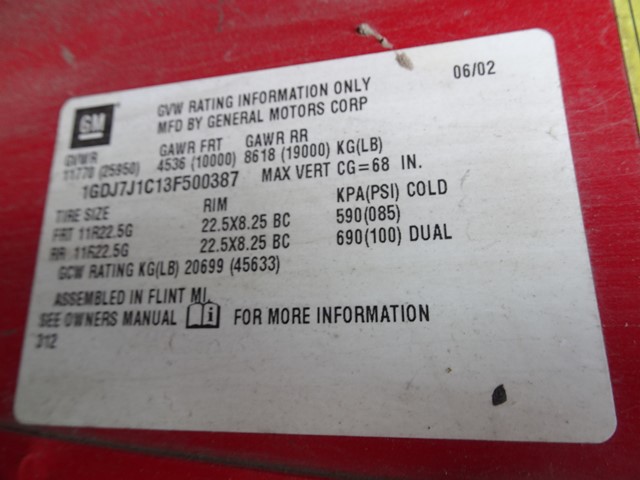 06/02
GM
GVW RATING INFORMATION ONLY
MFD BY GENERAL MOTORS CORP
GVWR GAWR FRT GAWR RR
11770 (25950) 4536 (10000) 8618 (19000) KG(LB)
1GDJ7J1C13F500387 MAX VERT CG=68 IN.
TIRE SIZE RIM KPA(PSI) COLD
FRT 11R22.5G 22.5X8.25 BC 590(085)
RR 11R22.5G 22.5X8.25 BC 690(100) DUAL
GCW RATING KG(LB) 20699 (45633)
ASSEMBLED IN FLINT MI.
SEE OWNERS MANUAL i FOR MORE INFORMATION
312